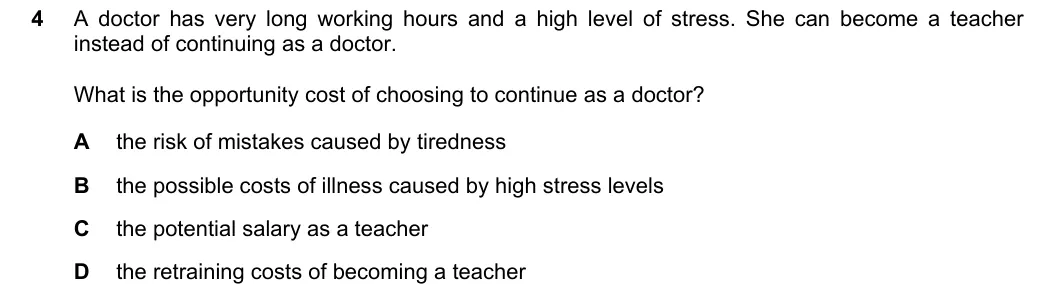 4 A doctor has very long working hours and a high level of stress. She can become a teacher
instead of continuing as a doctor.
What is the opportunity cost of choosing to continue as a doctor?
A the risk of mistakes caused by tiredness
B the possible costs of illness caused by high stress levels
C the potential salary as a teacher
D the retraining costs of becoming a teacher